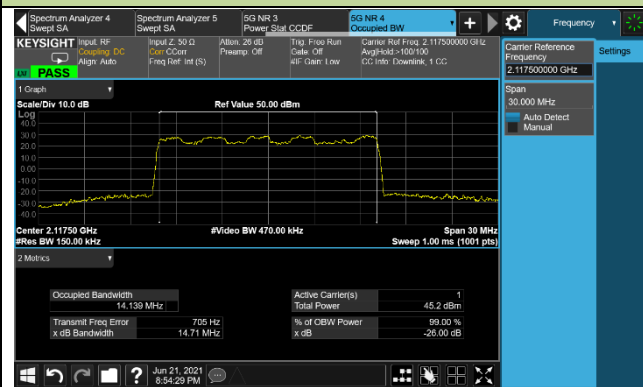 Spectrum Analyzer 4
Swept SA
Spectrum Analyzer 5
Swept SA
5G NR 3
Power Stat CCDF
5G NR 4
Occupied BW
Frequency
KEYSIGHT
Input: RF
Coupling: DC
Align: Auto
Input Z: 50 Ω
Corr CCorr
Freq Ref: Int (S)
Atten: 26 dB
Preamp: Off
Trig: Free Run
Gate: Off
#IF Gain: Low
Carrier Ref Freq: 2.117500000 GHz
Avg|Hold:>100/100
CC Info: Downlink, 1 CC
PASS
Carrier Reference
Frequency
2.117500000 GHz
Settings
Span
30.000 MHz
Auto Detect
Manual
1 Graph
Scale/Div 10.0 dB
Ref Value 50.00 dBm
Log
40.0
30.0
20.0
10.0
0.00
-10.0
-20.0
-30.0
-40.0
Center 2.11750 GHz
#Video BW 470.00 kHz
Span 30 MHz
#Res BW 150.00 kHz
Sweep 1.00 ms (1001 pts)
2 Metrics
Occupied Bandwidth
14.139 MHz
Active Carrier(s) 1
Total Power 45.2 dBm
Transmit Freq Error 705 Hz
x dB Bandwidth 14.71 MHz
% of OBW Power 99.00 %
x dB -26.00 dB
?
Jun 21, 2021
8:54:29 PM